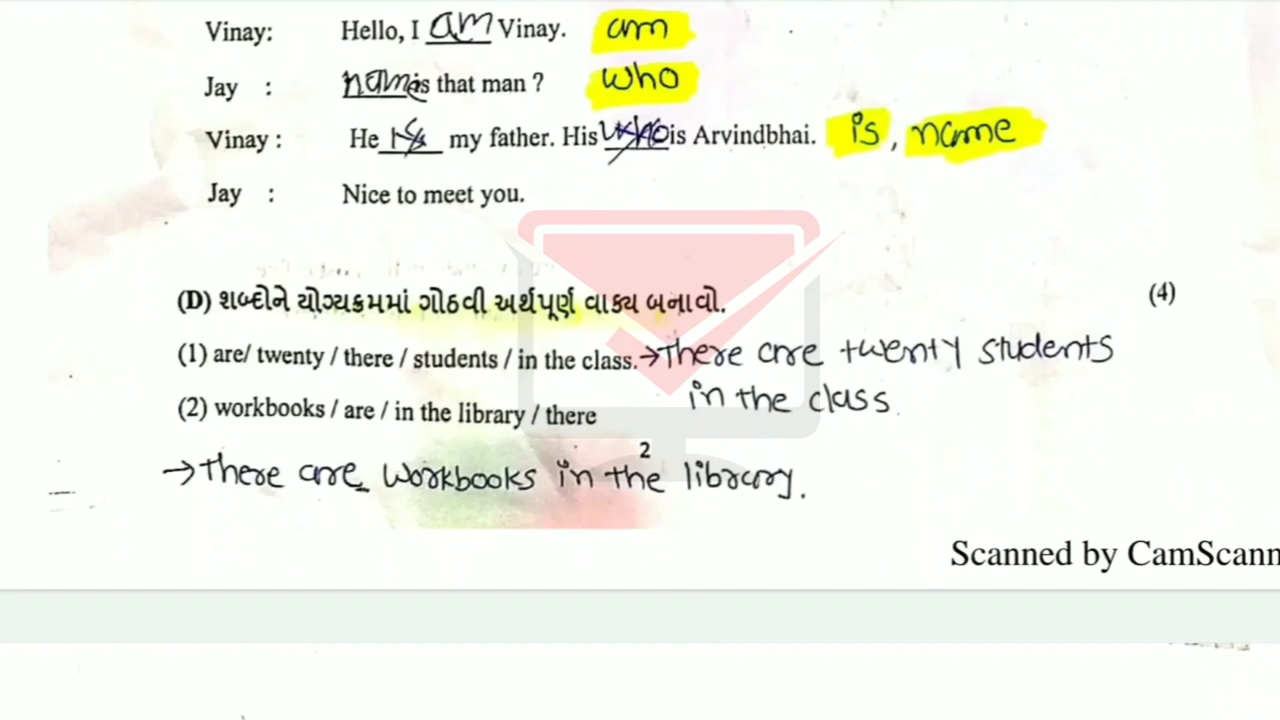 Vinay: Hello, I am Vinay. am
Jay : name is that man ? who
Vinay : He is my father. His who is Arvindbhai. is, name
Jay : Nice to meet you.
(D) શબ્દોને યોગ્યક્રમમાં ગોઠવી અર્થપૂર્ણ વાક્ય બનાવો. (4)
(1) are/ twenty / there / students / in the class. →There are twenty students
in the class.
(2) workbooks / are / in the library / there
2
→There are workbooks in the library.
Scanned by CamScann